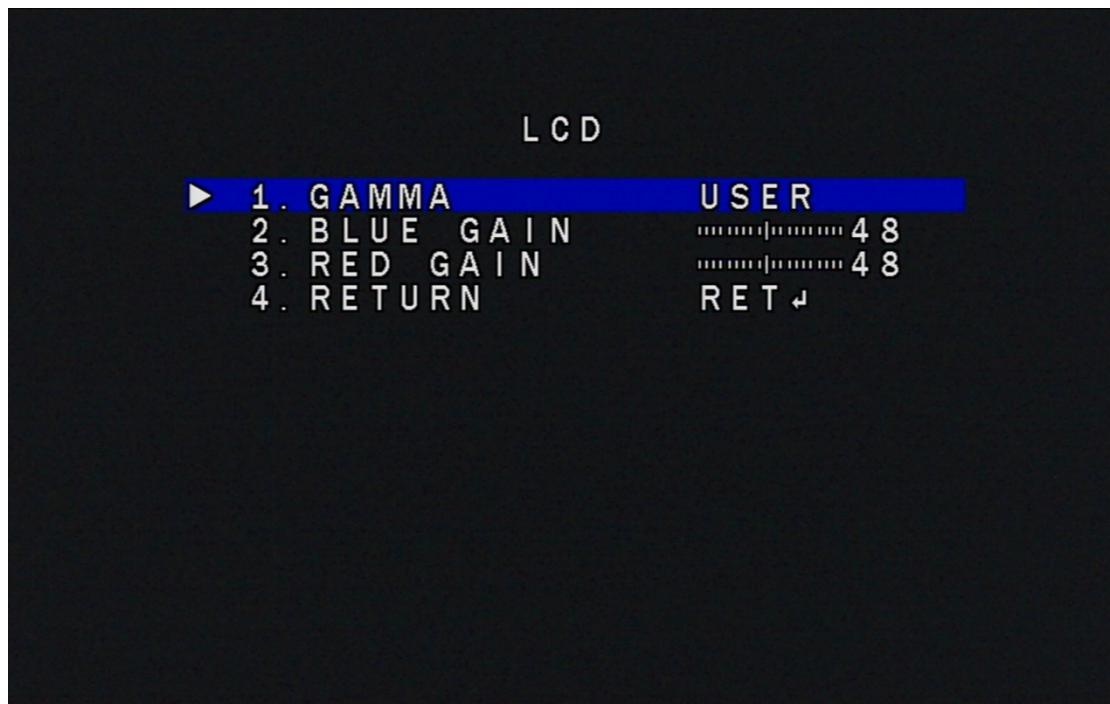 LCD
▶ 1. GAMMA USER
2. BLUE GAIN 48
3. RED GAIN 48
4. RETURN RET↲